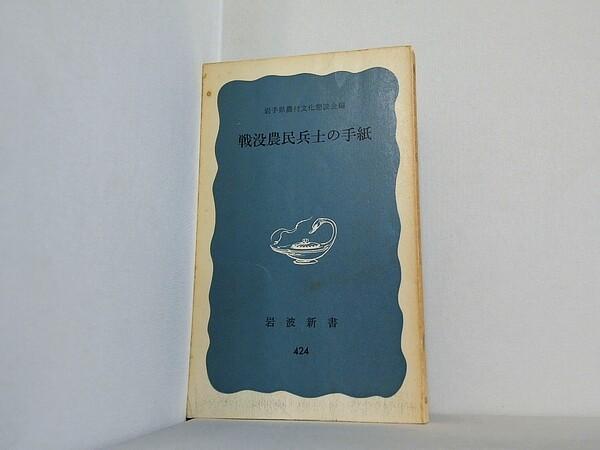 岩手県農村文化懇談会編
戦没農民兵士の手紙
岩波新書
424